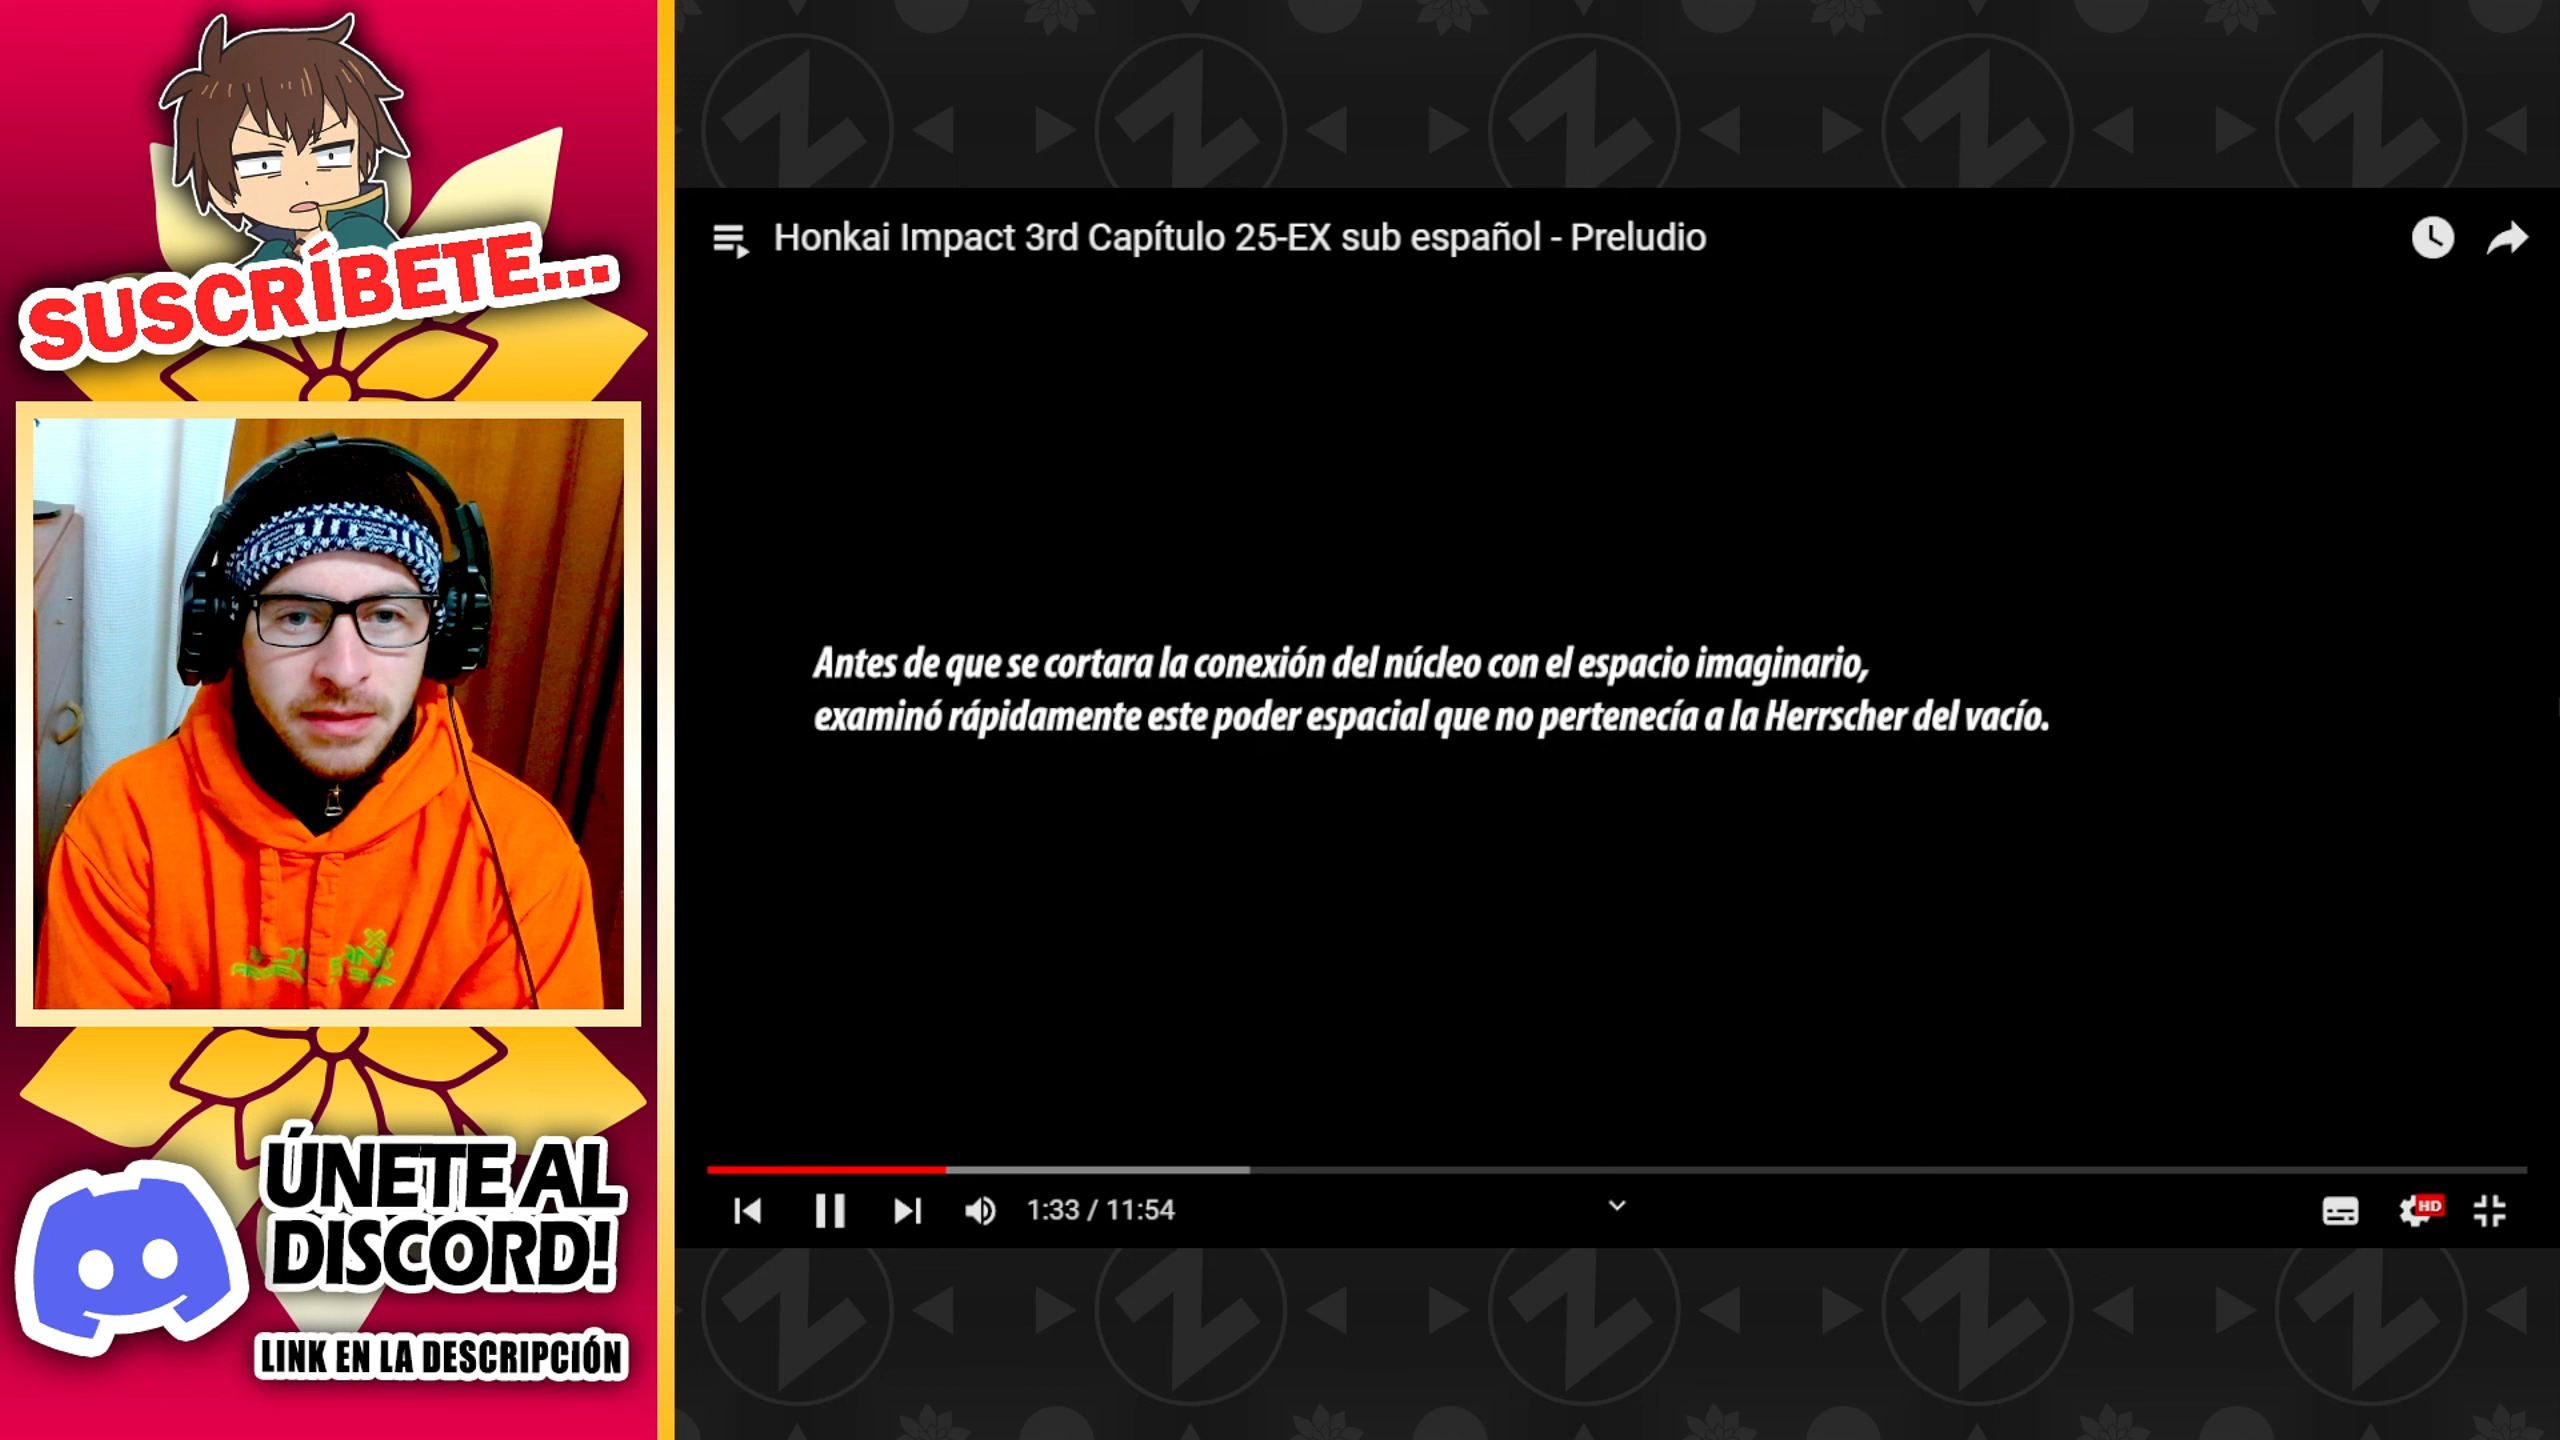 SUSCRÍBETE...
ÚNETE AL
DISCORD!
LINK EN LA DESCRIPCIÓN
Honkai Impact 3rd Capítulo 25-EX sub español - Preludio
Antes de que se cortara la conexión del núcleo con el espacio imaginario,
examinó rápidamente este poder espacial que no pertenecía a la Herrscher del vacío.
1:33 / 11:54
HD